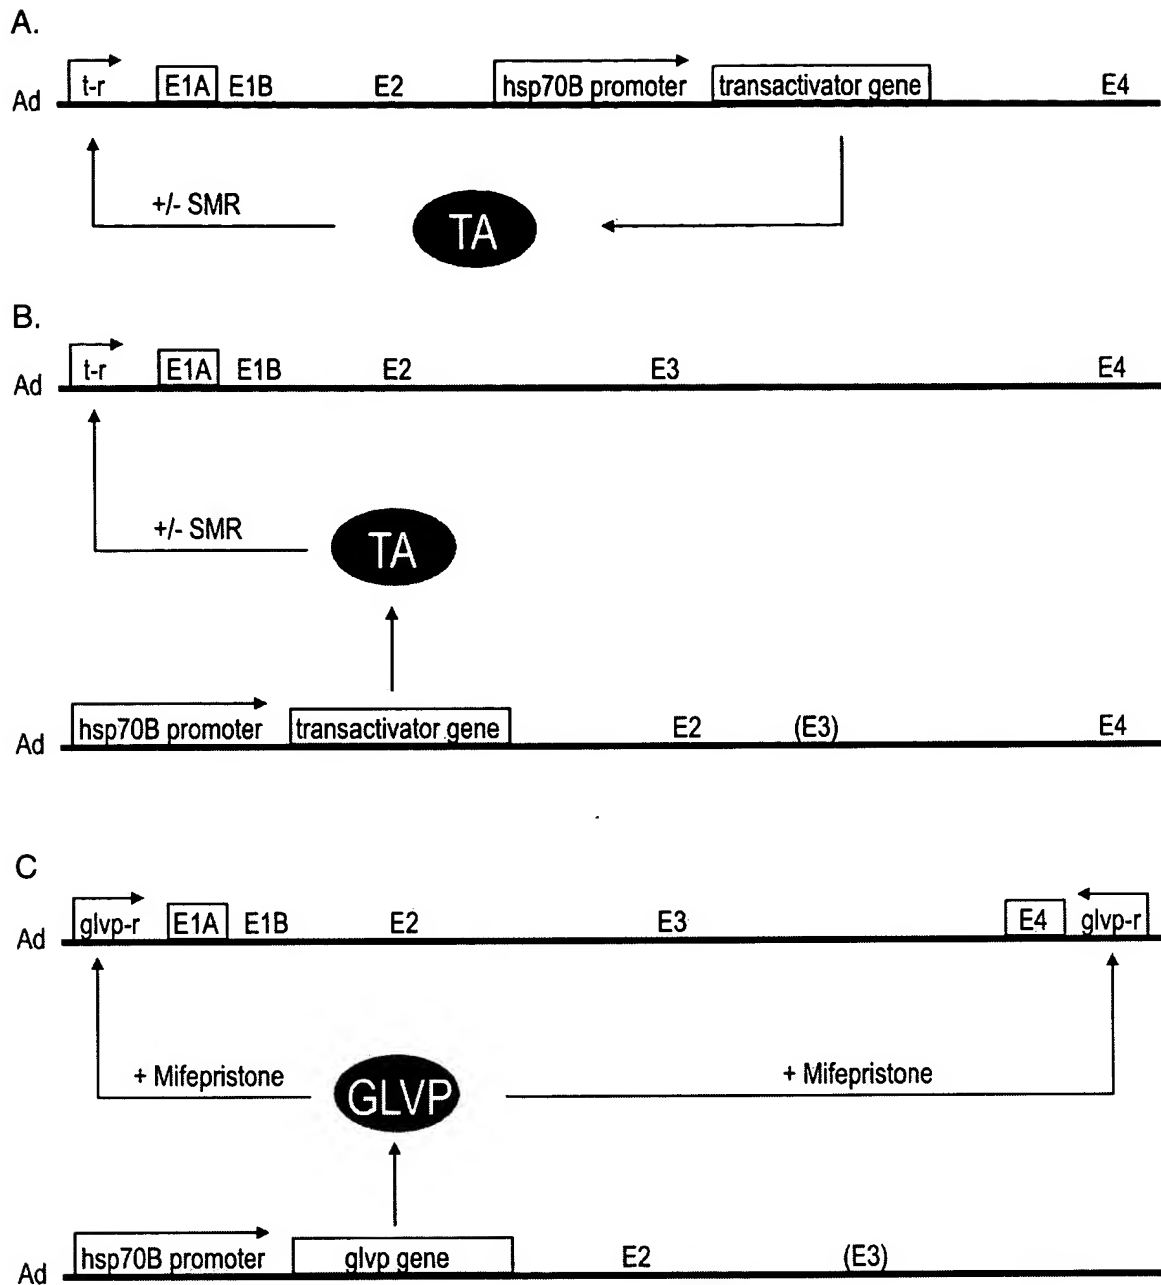 A.
Ad t-r E1A E1B E2 hsp70B promoter transactivator gene E4
+/- SMR
TA
B.
Ad t-r E1A E1B E2 E3 E4
+/- SMR
TA
Ad hsp70B promoter transactivator gene E2 (E3) E4
C
Ad glvp-r E1A E1B E2 E3 E4 glvp-r
+ Mifepristone GLVP + Mifepristone
Ad hsp70B promoter glvp gene E2 (E3)